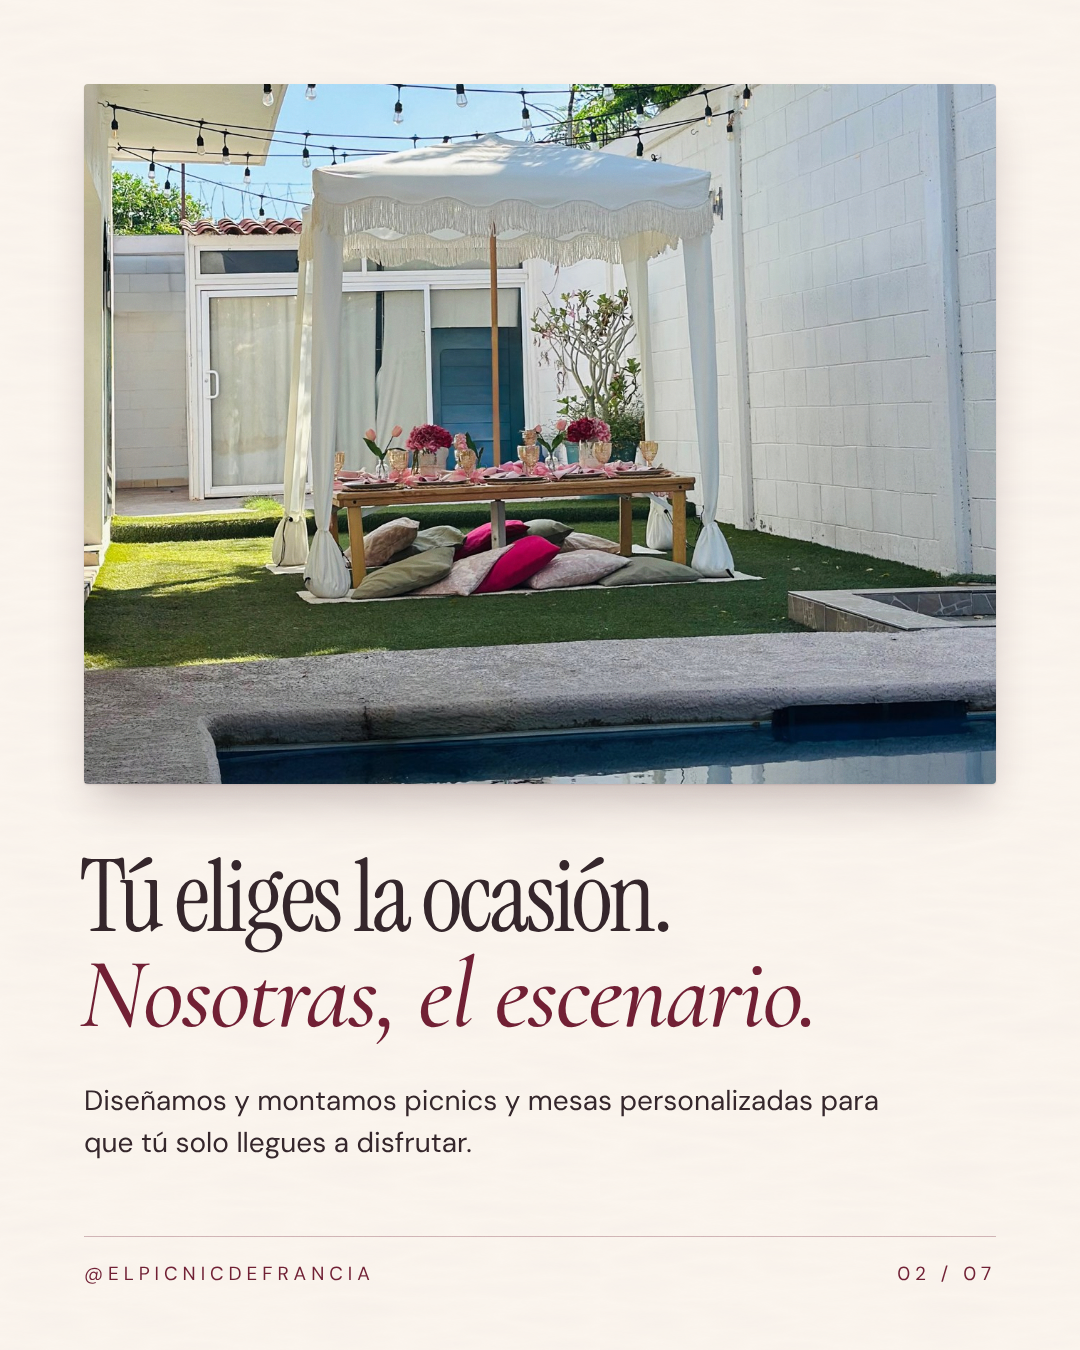 Tú eliges la ocasión.
Nosotras, el escenario.
Diseñamos y montamos picnics y mesas personalizadas para
que tú solo llegues a disfrutar.
@ELPICNICDEFRANCIA
02 / 07